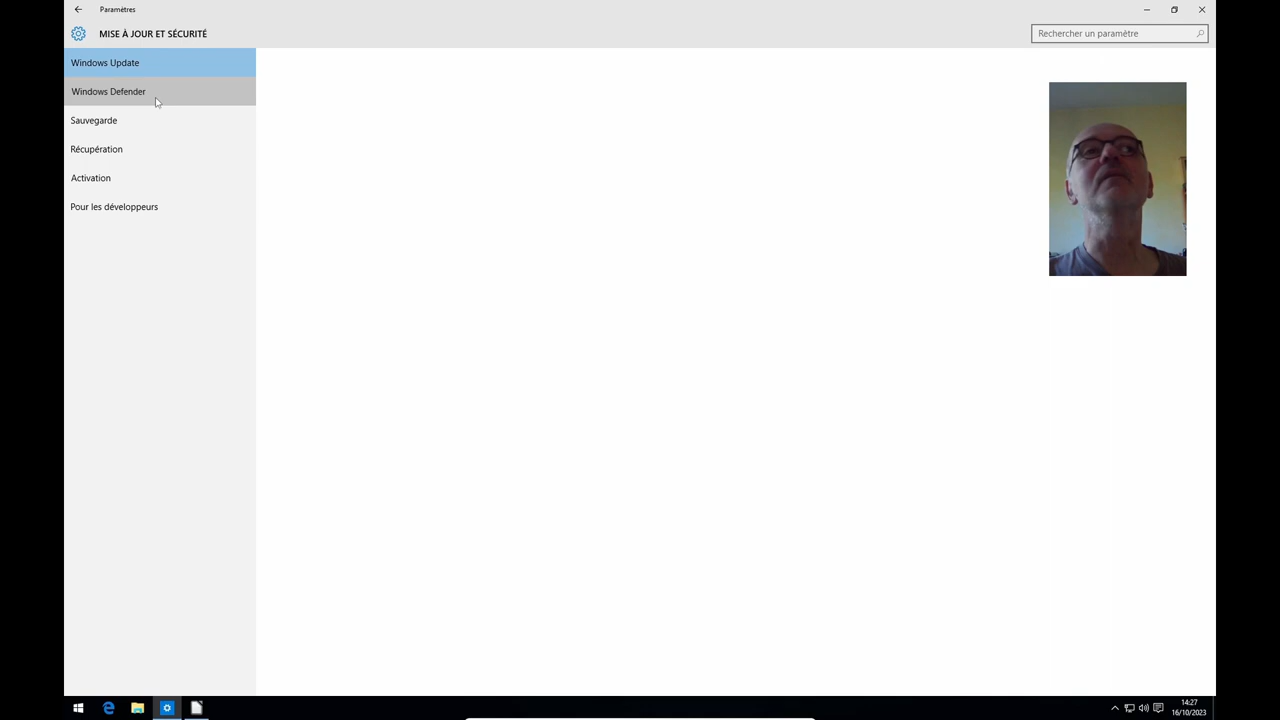 Paramètres
MISE À JOUR ET SÉCURITÉ
Rechercher un paramètre
Windows Update
Windows Defender
Sauvegarde
Récupération
Activation
Pour les développeurs
14:27
16/10/2023